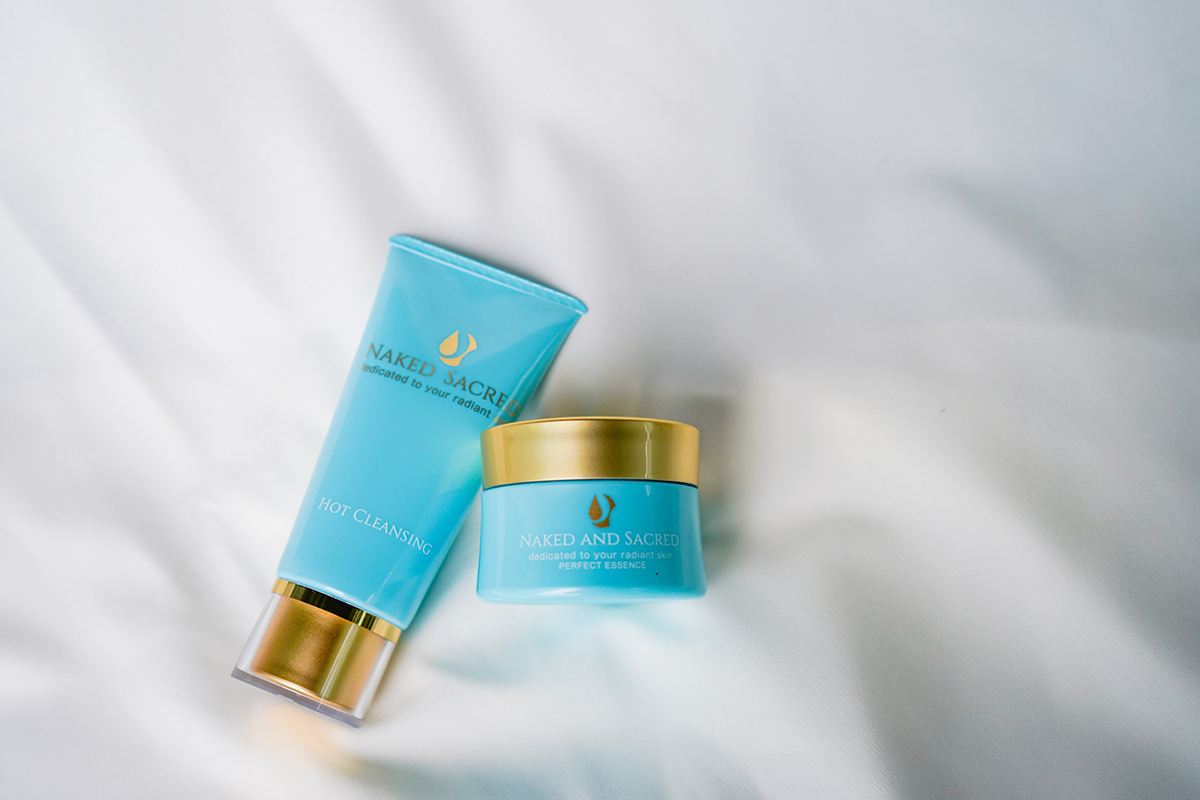 NAKED SACRED
dedicated to your radiant
HOT CLEANSING
NAKED AND SACRED
dedicated to your radiant skin
PERFECT ESSENCE